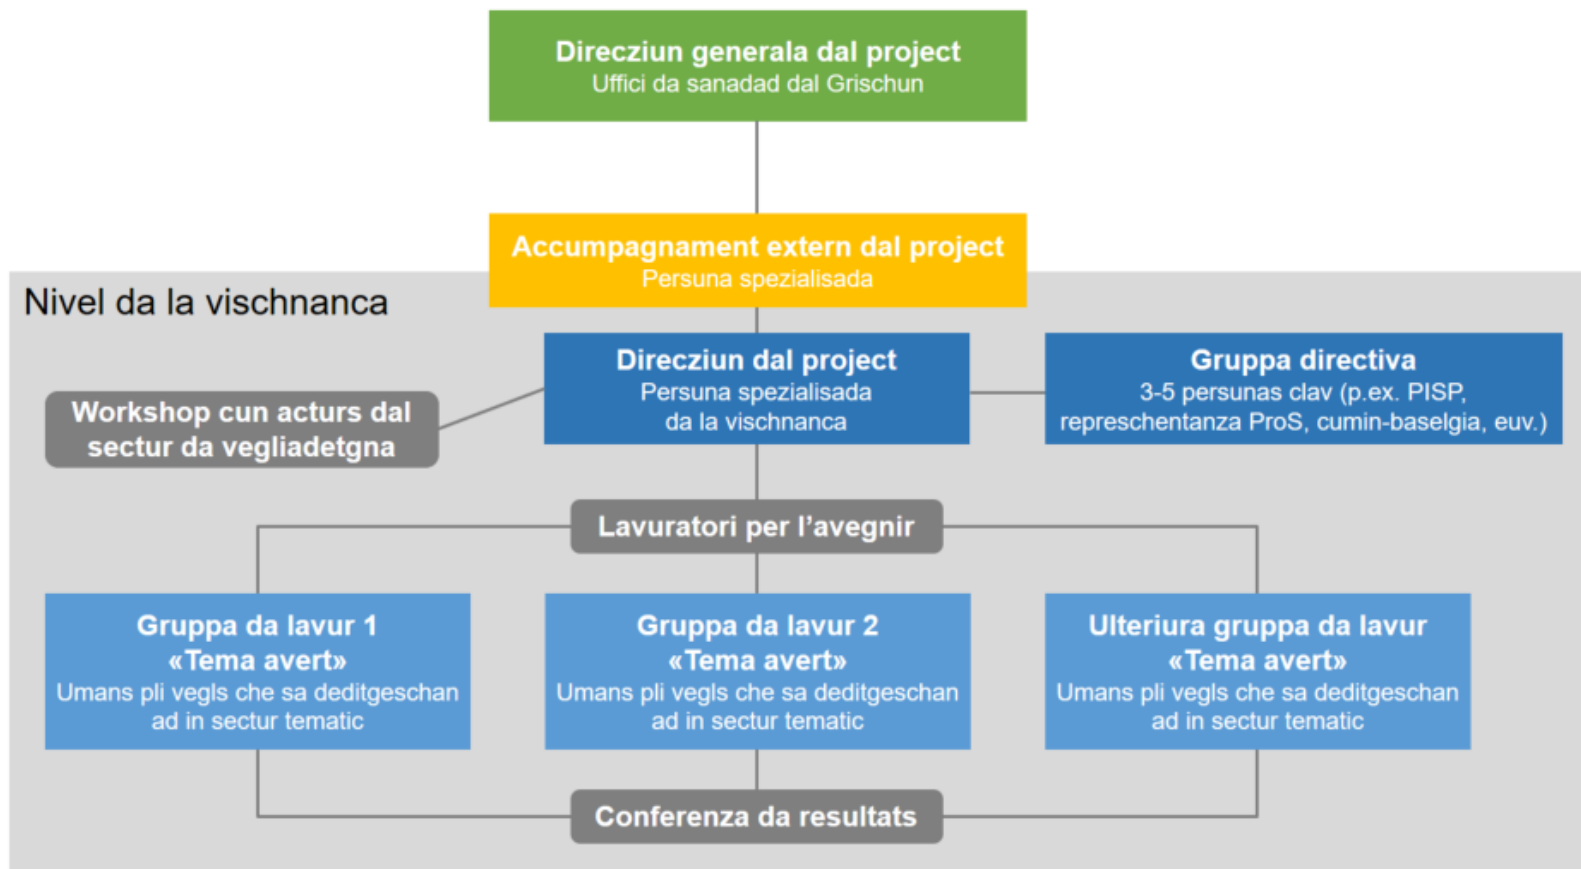 Direcziun generala dal project
Uffici da sanadad dal Grischun
Accumpagnament extern dal project
Persuna spezialisada
Nivel da la vischnanca
Direcziun dal project
Persuna spezialisada
da la vischnanca
Gruppa directiva
3-5 persunas clav (p.ex. PISP,
represchentanza ProS, cumin-baselgia, euv.)
Workshop cun acturs dal
sectur da vegliadetgna
Lavuratori per l’avegnir
Gruppa da lavur 1
«Tema avert»
Umans pli vegls che sa deditgeschan
ad in sectur tematic
Gruppa da lavur 2
«Tema avert»
Umans pli vegls che sa deditgeschan
ad in sectur tematic
Ulteriura gruppa da lavur
«Tema avert»
Umans pli vegls che sa deditgeschan
ad in sectur tematic
Conferenza da resultats